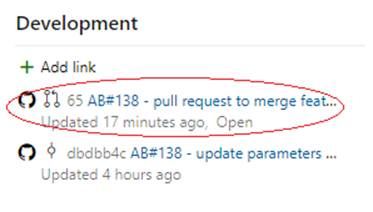 Development
+ Add link
65 AB#138 - pull request to merge feat...
Updated 17 minutes ago, Open
dbdbb4c AB#138 - update parameters ...
Updated 4 hours ago